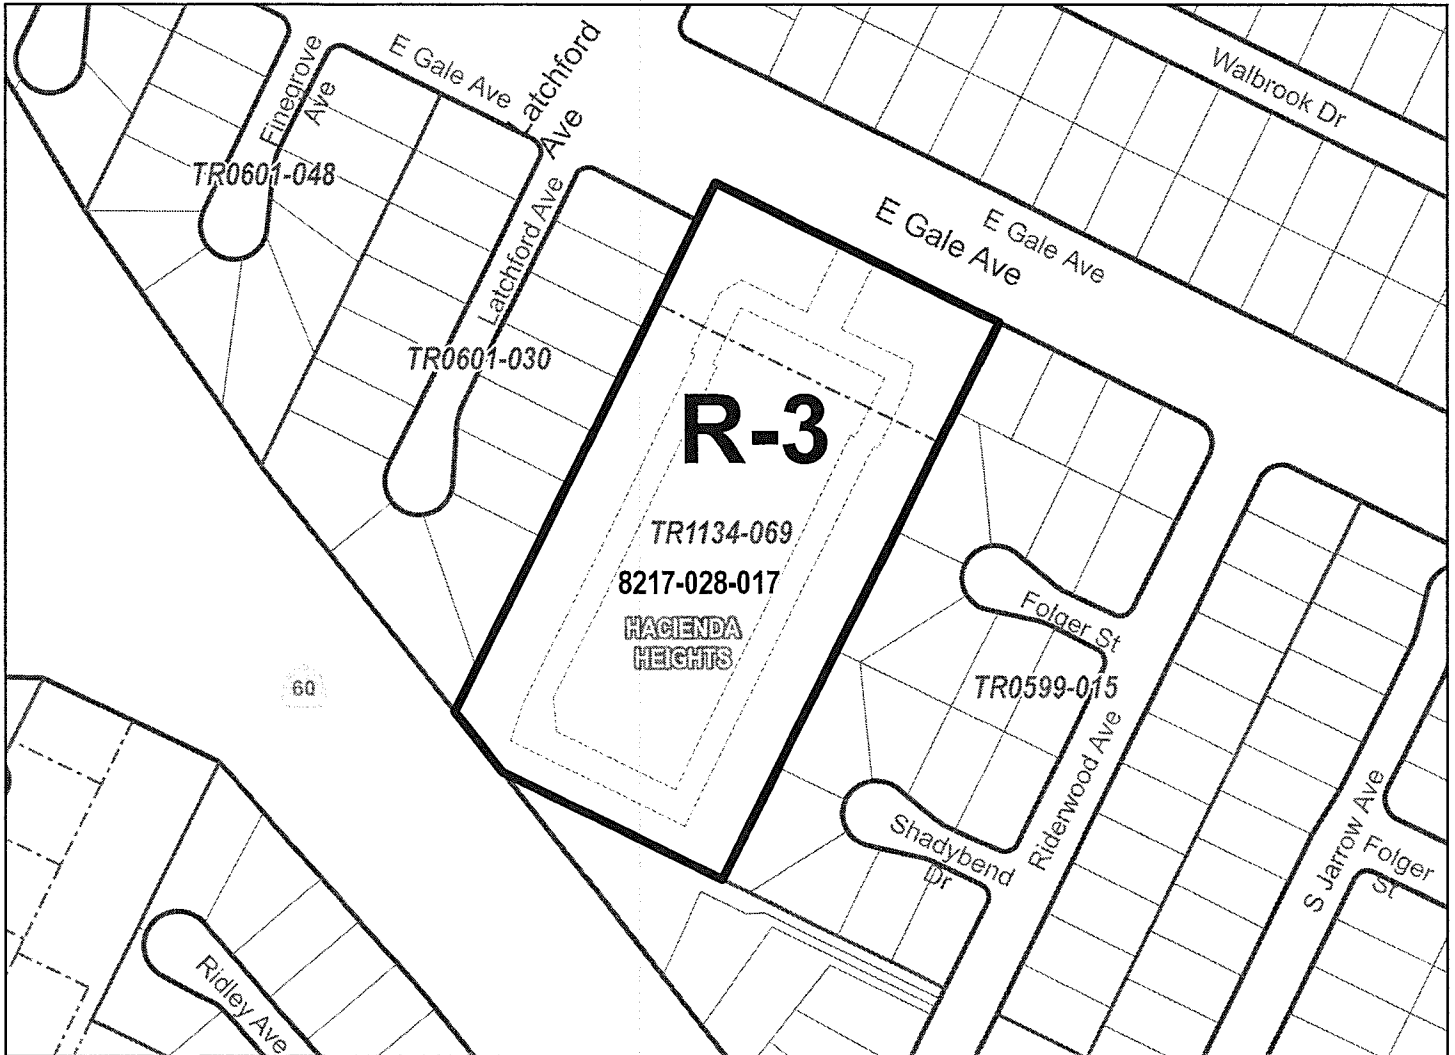 Finegrove
Ave
E Gale Ave
Latchford
Ave
Walbrook Dr
TR0601-048
Latchford Ave
E Gale Ave
E Gale Ave
TR0601-030
R-3
TR1134-069
8217-028-017
HACIENDA
HEIGHTS
Folger St
TR0599-015
60
Riderwood Ave
Shadybend
Dr
S Jarrow Ave
Folger
St
Ridley Ave